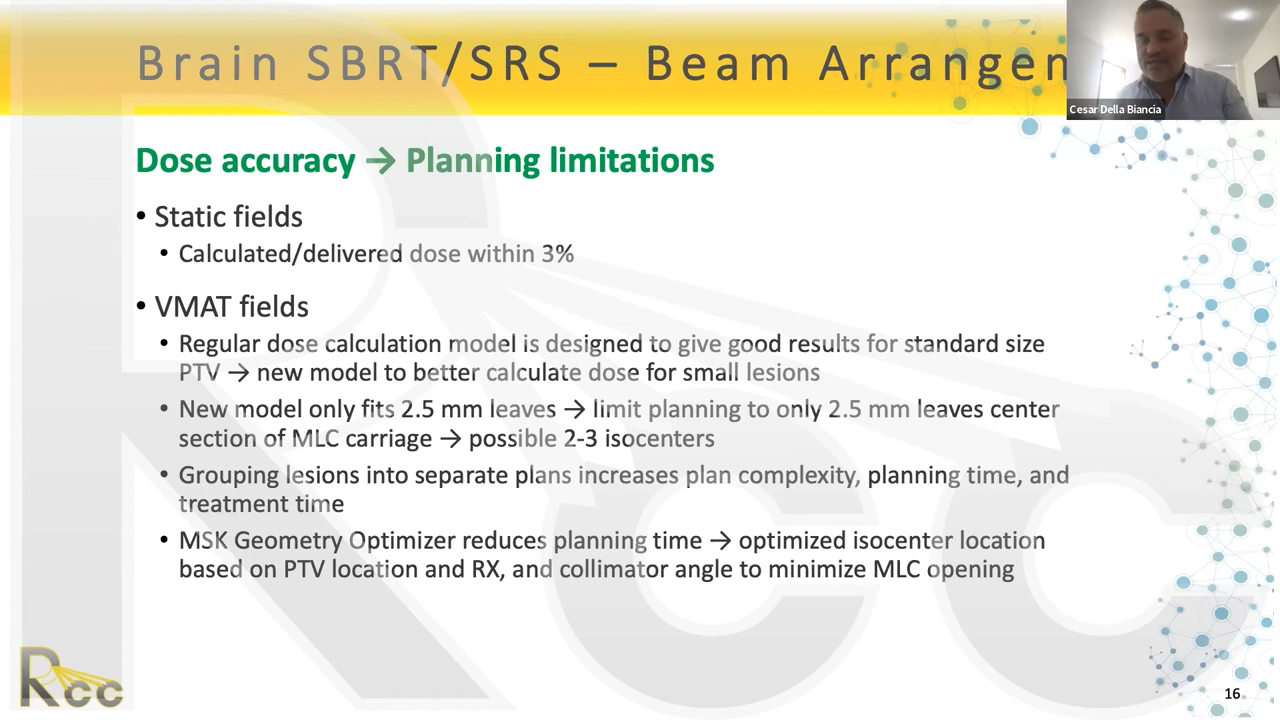 Brain SBRT/SRS – Beam Arrangem
Cesar Della Biancia
Dose accuracy → Planning limitations
• Static fields
• Calculated/delivered dose within 3%
• VMAT fields
• Regular dose calculation model is designed to give good results for standard size
PTV → new model to better calculate dose for small lesions
• New model only fits 2.5 mm leaves → limit planning to only 2.5 mm leaves center
section of MLC carriage → possible 2-3 isocenters
• Grouping lesions into separate plans increases plan complexity, planning time, and
treatment time
• MSK Geometry Optimizer reduces planning time → optimized isocenter location
based on PTV location and RX, and collimator angle to minimize MLC opening
Rcc
16